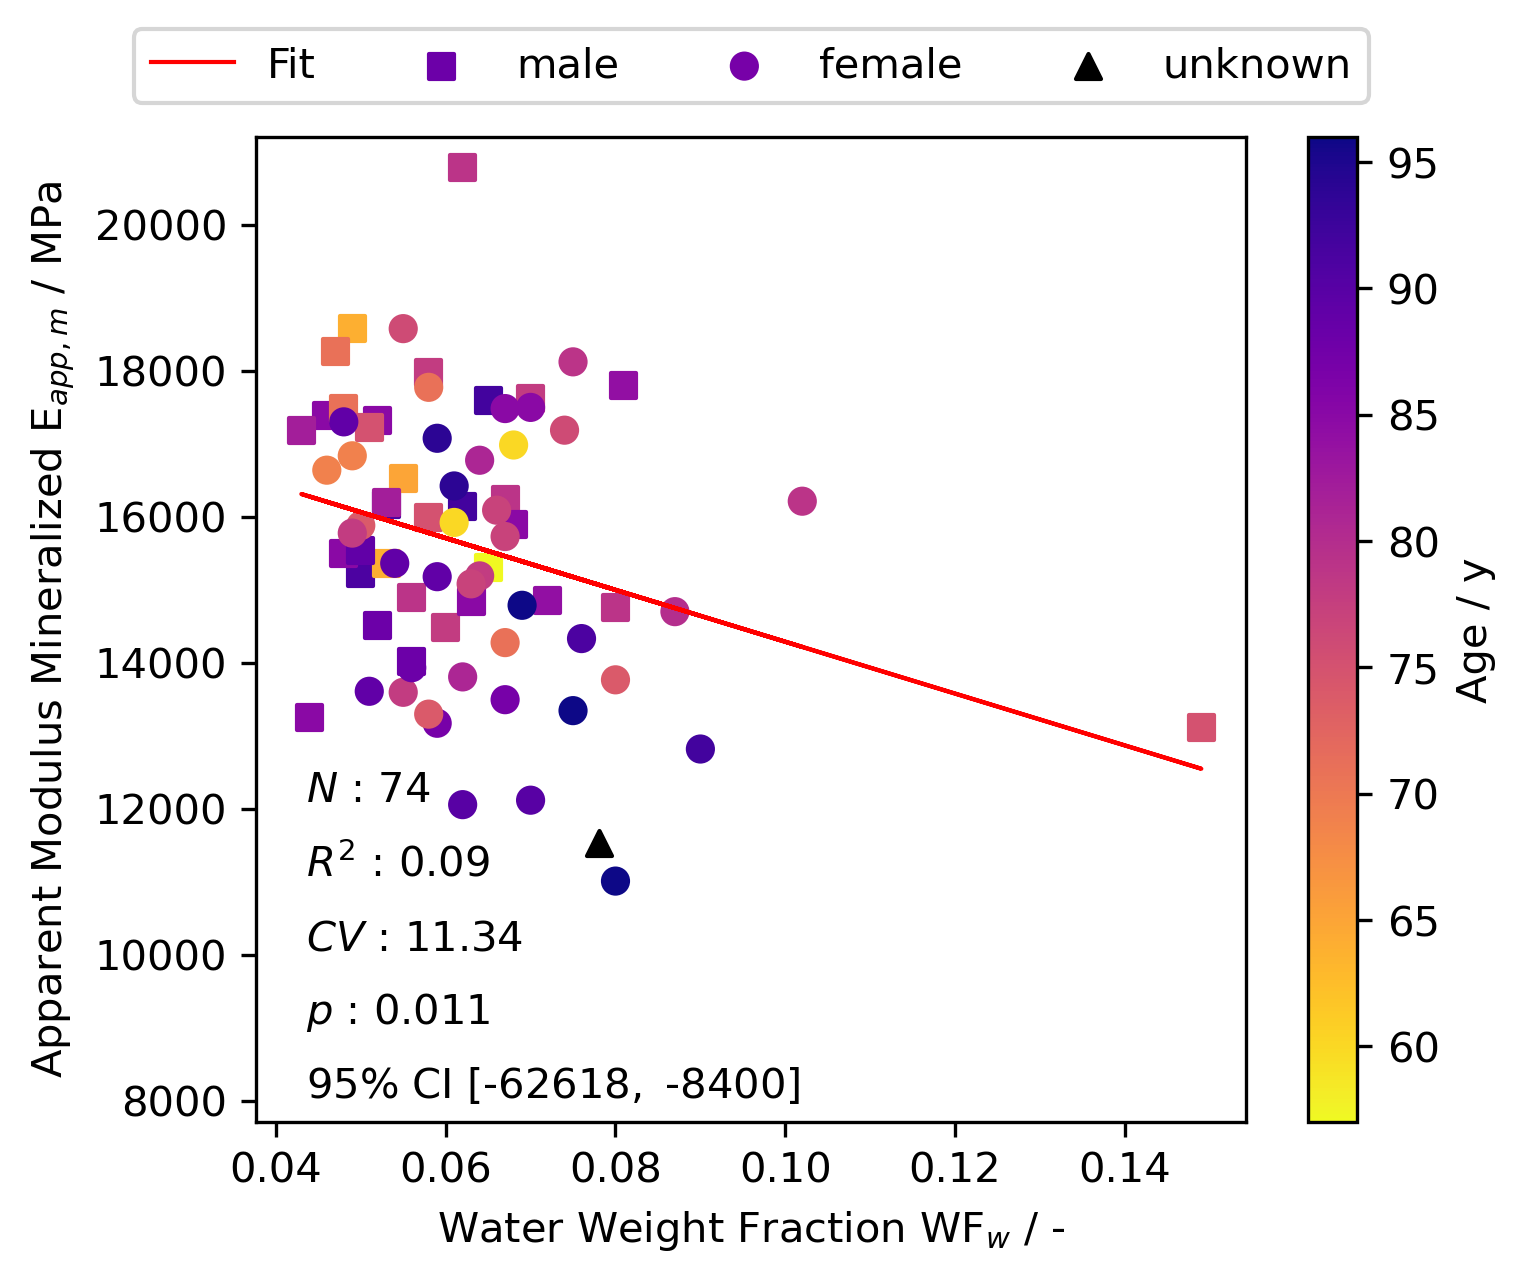 Fit male female unknown
Apparent Modulus Mineralized E_{app, m} / MPa
20000
18000
16000
14000
12000
10000
8000
N : 74
R² : 0.09
CV : 11.34
p : 0.011
95% CI [-62618, -8400]
0.04 0.06 0.08 0.10 0.12 0.14
Water Weight Fraction WF_w / -
95
90
85
80
75
70
65
60
Age / y